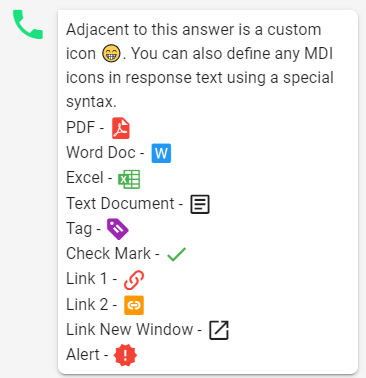 Adjacent to this answer is a custom
icon 😁. You can also define any MDI
icons in response text using a special
syntax.
PDF -
Word Doc - W
Excel - X
Text Document -
Tag -
Check Mark -
Link 1 -
Link 2 -
Link New Window -
Alert -